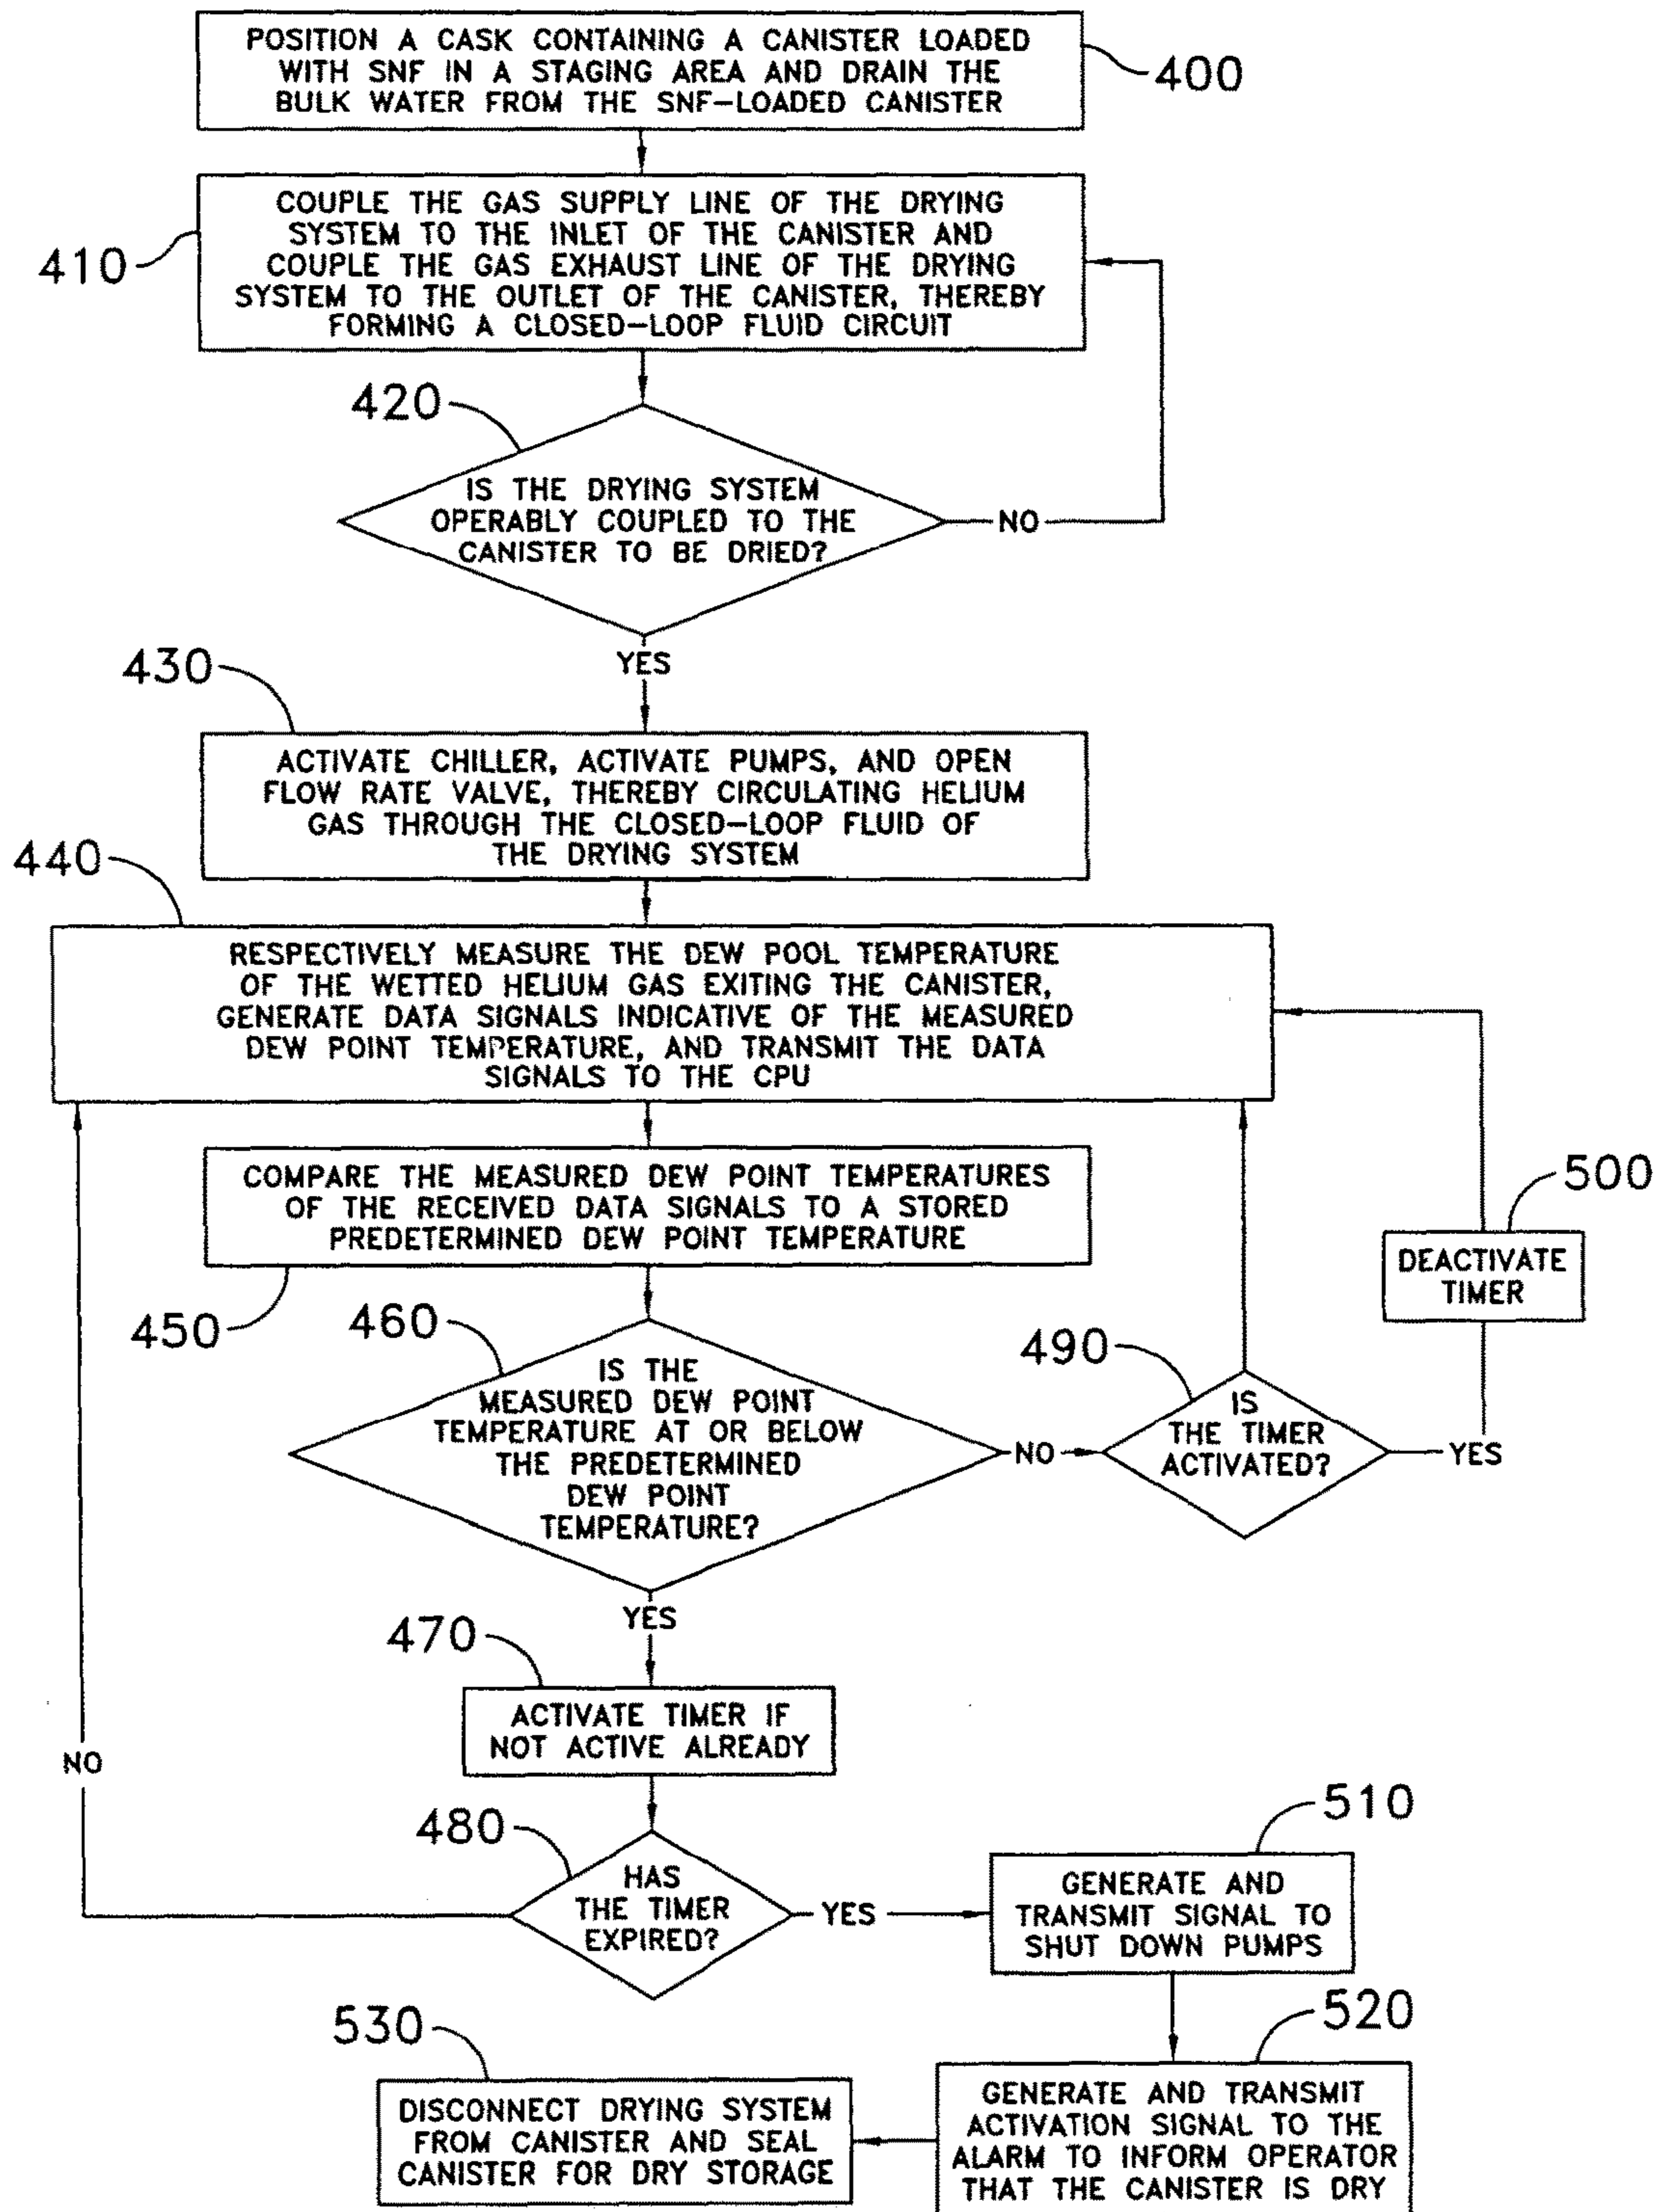 POSITION A CASK CONTAINING A CANISTER LOADED
WITH SNF IN A STAGING AREA AND DRAIN THE
BULK WATER FROM THE SNF-LOADED CANISTER
400
COUPLE THE GAS SUPPLY LINE OF THE DRYING
SYSTEM TO THE INLET OF THE CANISTER AND
COUPLE THE GAS EXHAUST LINE OF THE DRYING
SYSTEM TO THE OUTLET OF THE CANISTER, THEREBY
FORMING A CLOSED-LOOP FLUID CIRCUIT
410
420
IS THE DRYING SYSTEM
OPERABLY COUPLED TO THE
CANISTER TO BE DRIED?
NO
YES
430
ACTIVATE CHILLER, ACTIVATE PUMPS, AND OPEN
FLOW RATE VALVE, THEREBY CIRCULATING HELIUM
GAS THROUGH THE CLOSED-LOOP FLUID OF
THE DRYING SYSTEM
440
RESPECTIVELY MEASURE THE DEW POOL TEMPERATURE
OF THE WETTED HELIUM GAS EXITING THE CANISTER,
GENERATE DATA SIGNALS INDICATIVE OF THE MEASURED
DEW POINT TEMPERATURE, AND TRANSMIT THE DATA
SIGNALS TO THE CPU
COMPARE THE MEASURED DEW POINT TEMPERATURES
OF THE RECEIVED DATA SIGNALS TO A STORED
PREDETERMINED DEW POINT TEMPERATURE
450
500
DEACTIVATE
TIMER
460
IS THE
MEASURED DEW POINT
TEMPERATURE AT OR BELOW
THE PREDETERMINED
DEW POINT
TEMPERATURE?
NO
490
IS
THE TIMER
ACTIVATED?
YES
YES
470
ACTIVATE TIMER IF
NOT ACTIVE ALREADY
NO
480
HAS
THE TIMER
EXPIRED?
YES
510
GENERATE AND
TRANSMIT SIGNAL TO
SHUT DOWN PUMPS
520
GENERATE AND TRANSMIT
ACTIVATION SIGNAL TO THE
ALARM TO INFORM OPERATOR
THAT THE CANISTER IS DRY
530
DISCONNECT DRYING SYSTEM
FROM CANISTER AND SEAL
CANISTER FOR DRY STORAGE